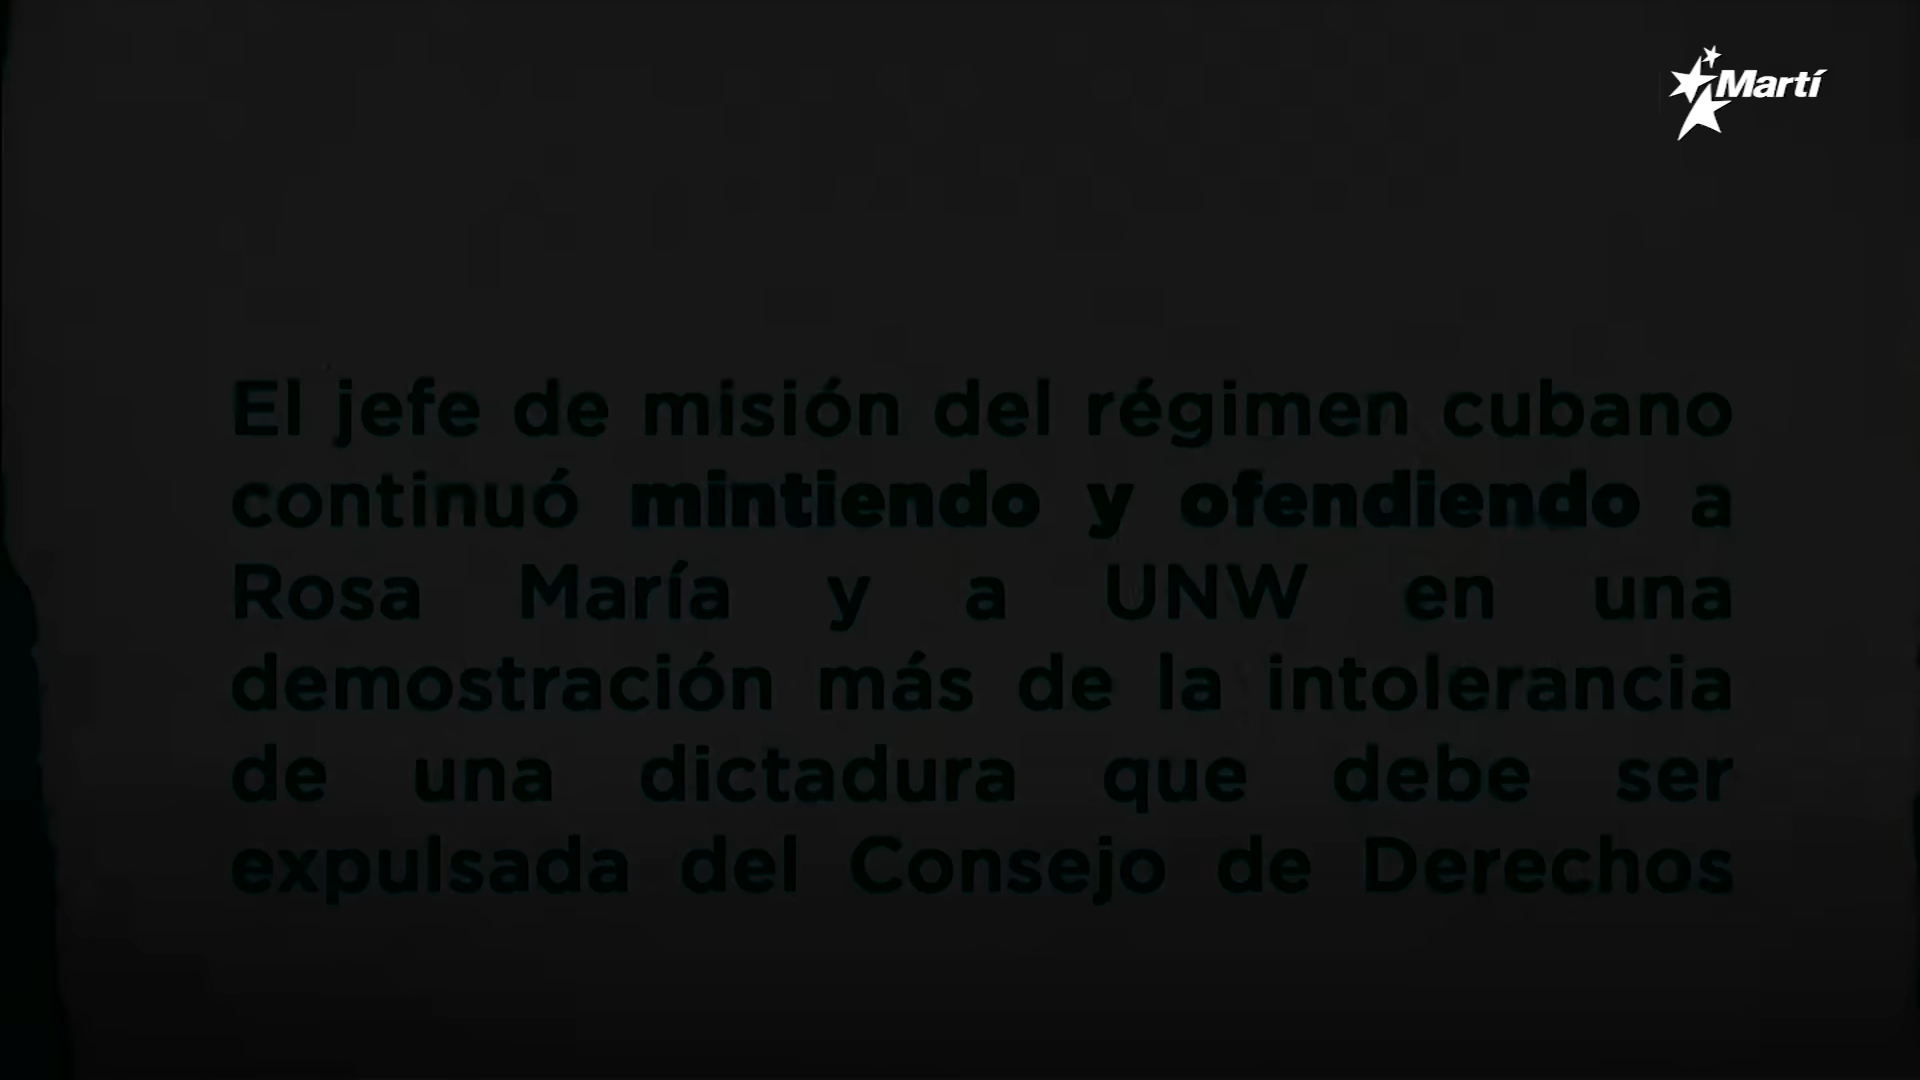 Martí
El jefe de misión del régimen cubano
continuó mintiendo y ofendiendo a
Rosa María y a UNW en una
demostración más de la intolerancia
de una dictadura que debe ser
expulsada del Consejo de Derechos